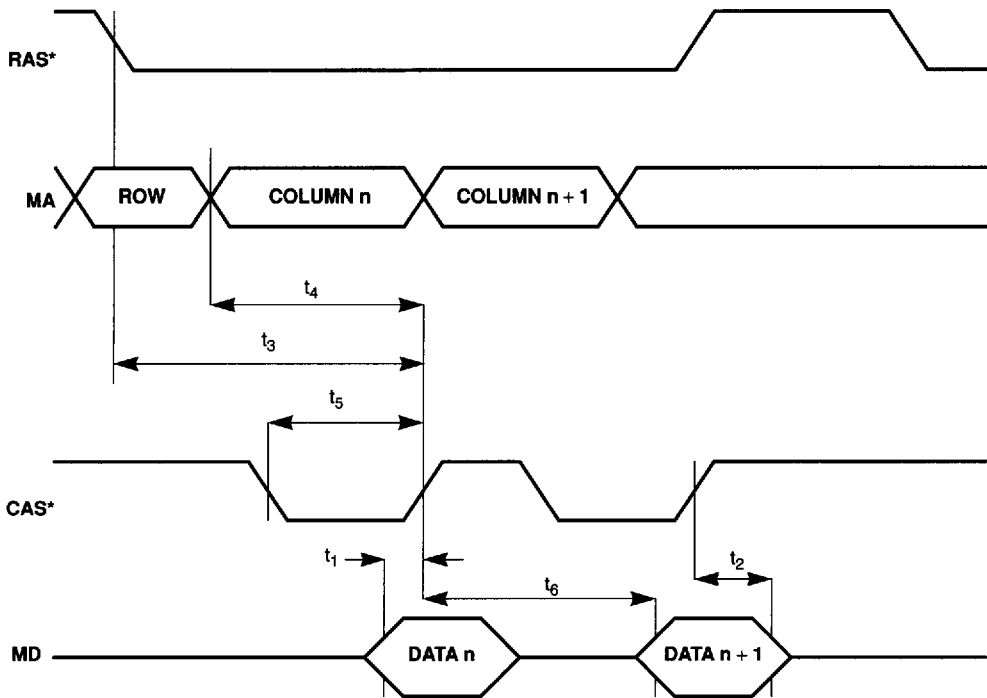 RAS*
MA ROW COLUMN n COLUMN n + 1
t4
t3
t5
CAS*
t1 t6 t2
MD DATA n DATA n + 1